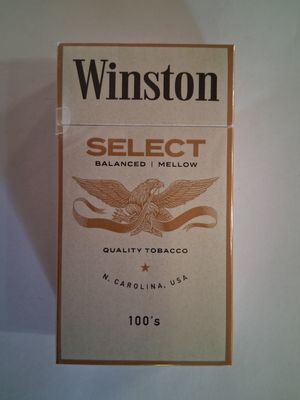 Winston
SELECT
BALANCED | MELLOW
QUALITY TOBACCO
N. CAROLINA, USA
100's